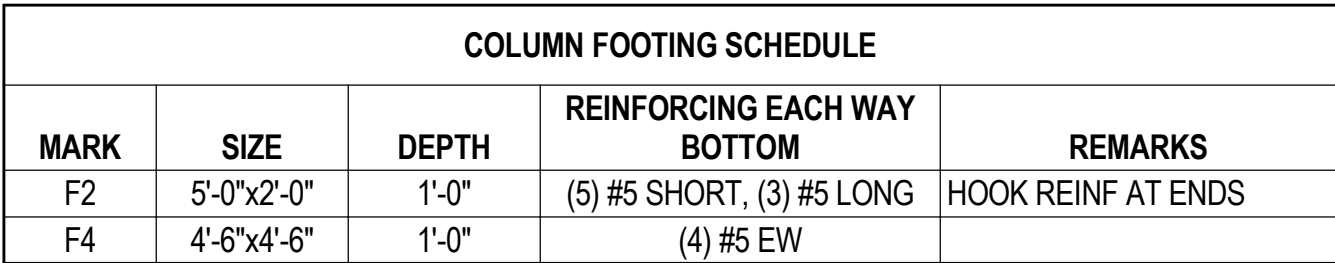 COLUMN FOOTING SCHEDULE
MARK SIZE DEPTH REINFORCING EACH WAY BOTTOM REMARKS
F2 5'-0"x2'-0" 1'-0" (5) #5 SHORT, (3) #5 LONG HOOK REINF AT ENDS
F4 4'-6"x4'-6" 1'-0" (4) #5 EW